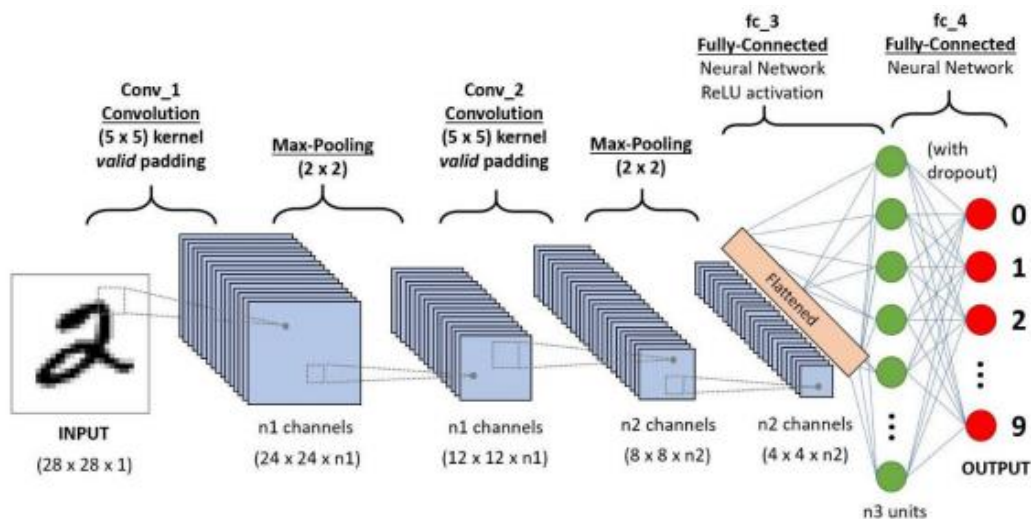 fc_3
Fully-Connected
Neural Network
ReLU activation
fc_4
Fully-Connected
Neural Network
Conv_1
Convolution
(5 x 5) kernel
valid padding
Max-Pooling
(2 x 2)
Conv_2
Convolution
(5 x 5) kernel
valid padding
Max-Pooling
(2 x 2)
(with
dropout)
Flattened
0
1
2
9
INPUT
(28 x 28 x 1)
n1 channels
(24 x 24 x n1)
n1 channels
(12 x 12 x n1)
n2 channels
(8 x 8 x n2)
n2 channels
(4 x 4 x n2)
OUTPUT
n3 units
2